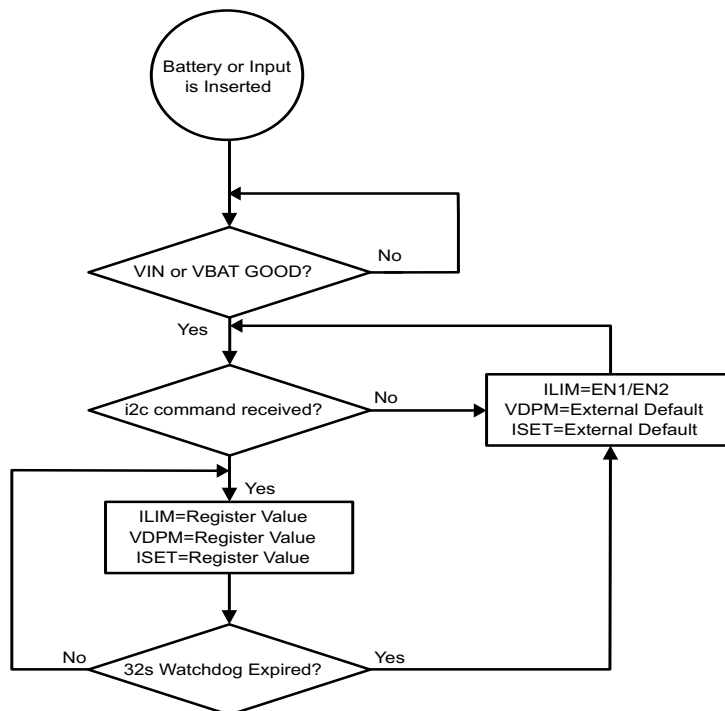 Battery or Input
is Inserted
VIN or VBAT GOOD?
No
Yes
i2c command received?
No
ILIM=EN1/EN2
VDPM=External Default
ISET=External Default
Yes
ILIM=Register Value
VDPM=Register Value
ISET=Register Value
No
32s Watchdog Expired?
Yes